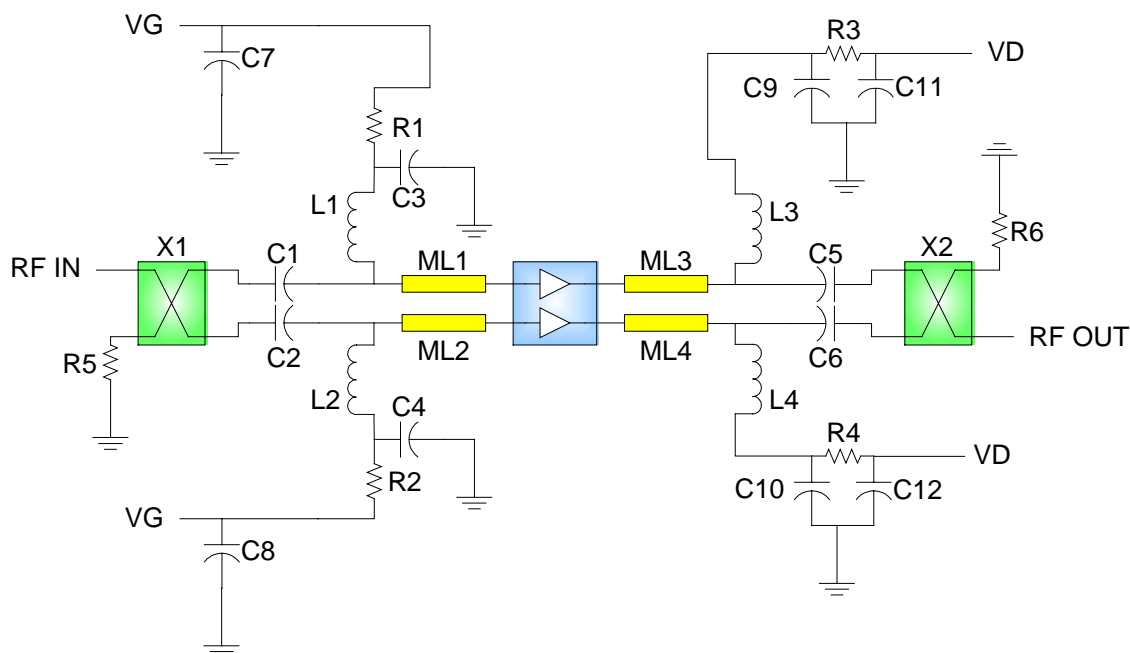 VG
C7
R1
C3
L1
R3
VD
C9
C11
L3
R6
X1
C1
RF IN
ML1
ML3
C5
X2
R5
C2
ML2
ML4
C6
RF OUT
L2
C4
R2
L4
R4
VD
C10
C12
VG
C8